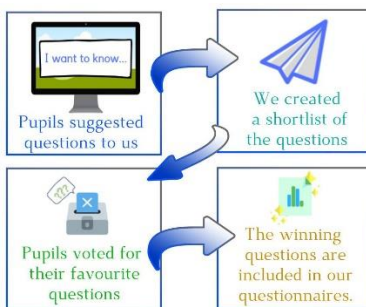 I want to know...
Pupils suggested
questions to us
We created
a shortlist of
the questions
???
Pupils voted for
their favourite
questions
The winning
questions are
included in our
questionnaires.